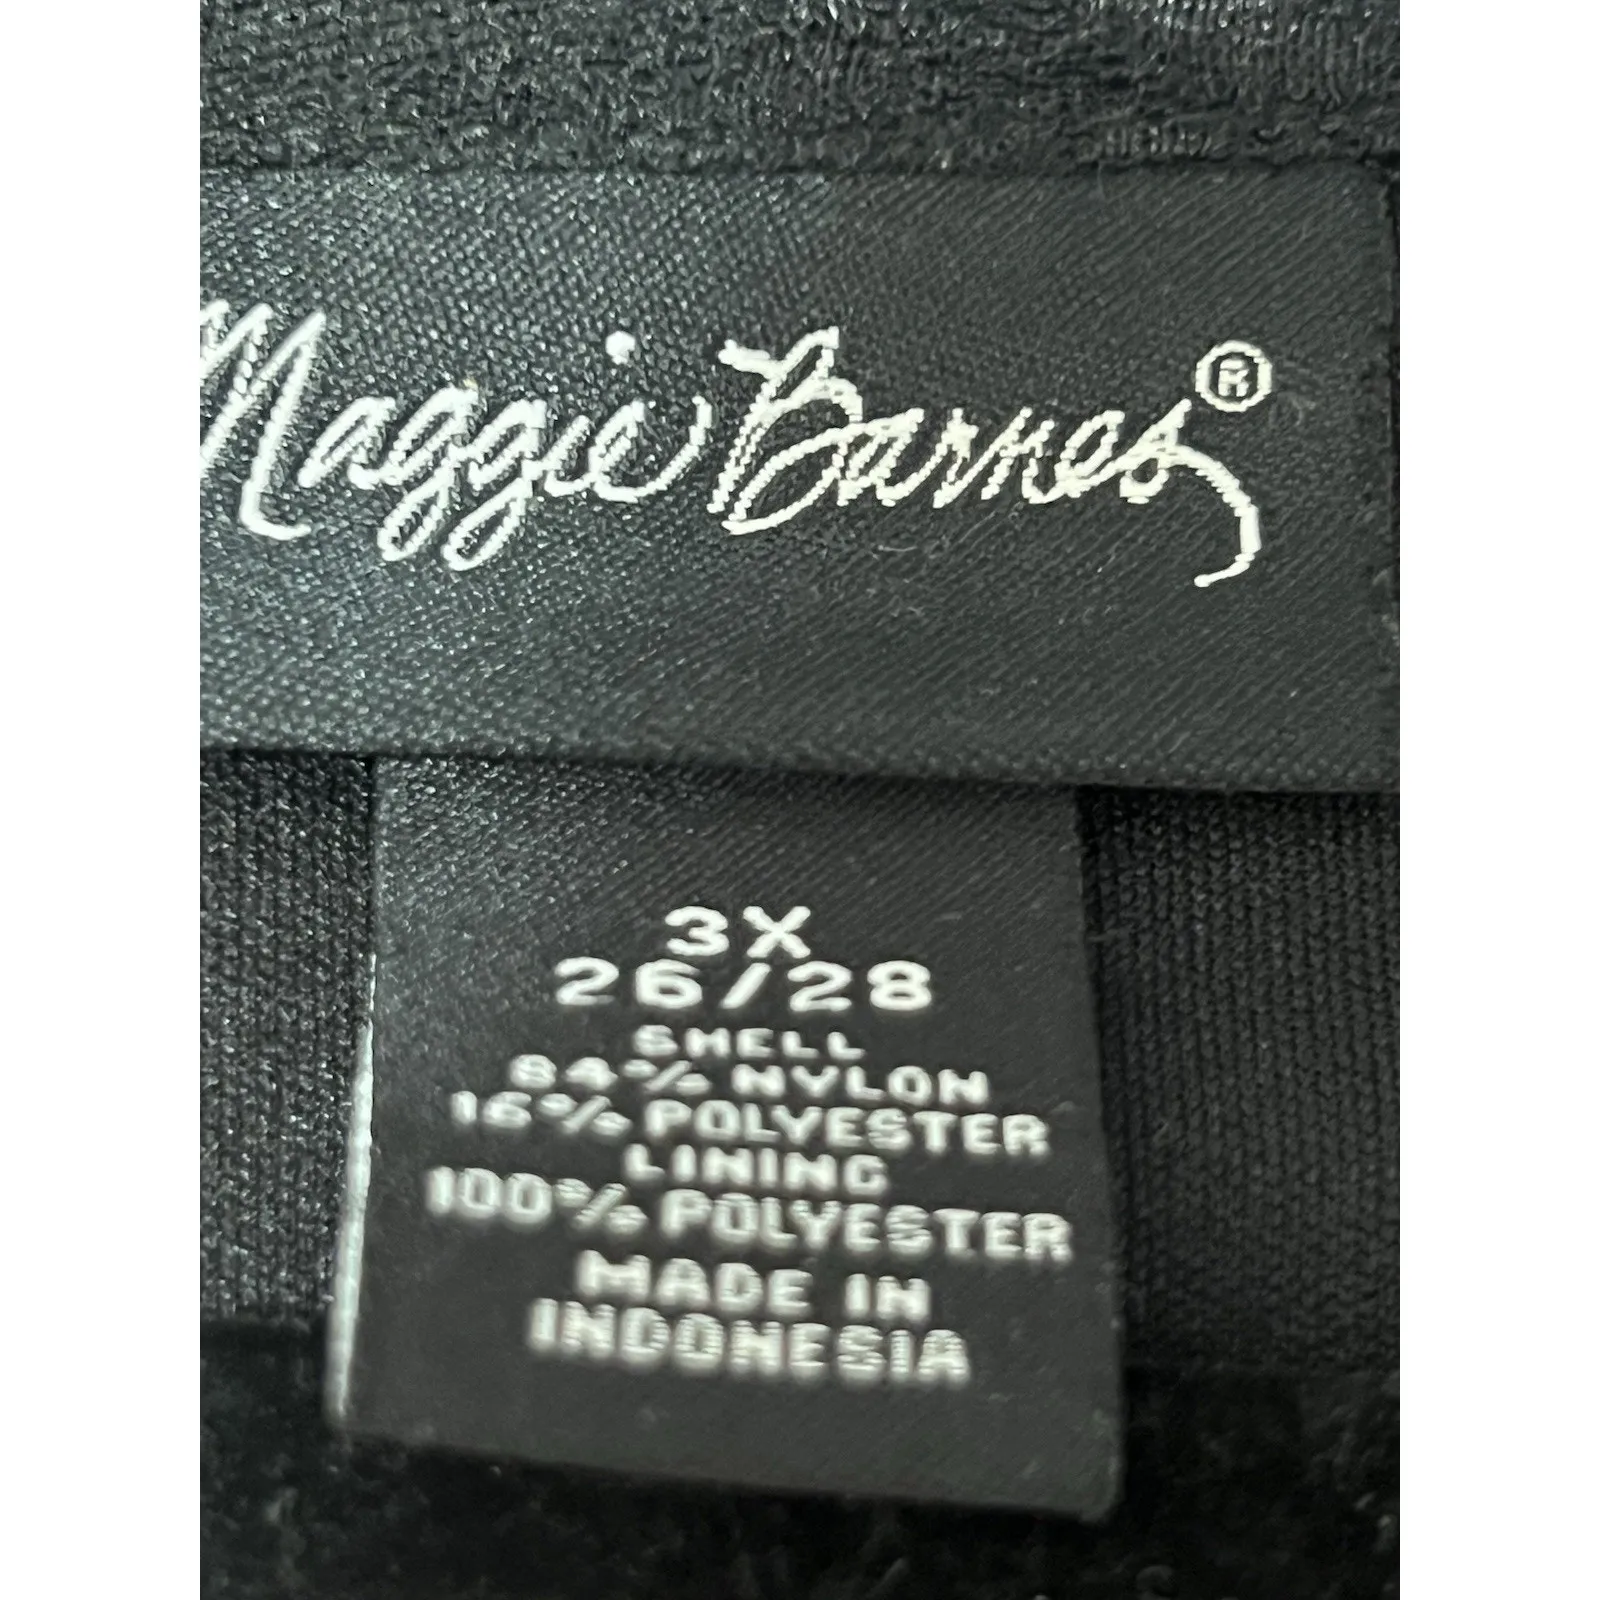 Maggie Barnes®
3X
26/28
SHELL
84% NYLON
16% POLYESTER
LINING
100% POLYESTER
MADE IN
INDONESIA